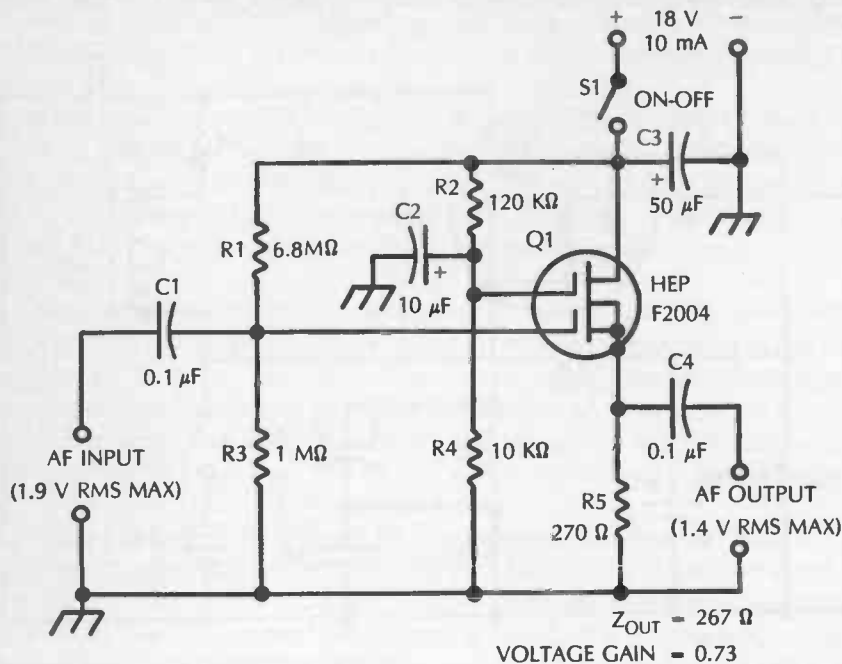 + 18 V −
10 mA
S1 ON-OFF
C3
+
50 µF
R2
120 KΩ
C2
+
10 µF
Q1
R1 6.8MΩ
HEP
F2004
C1
0.1 µF
C4
0.1 µF
AF INPUT
(1.9 V RMS MAX)
R3 1 MΩ
R4 10 KΩ
R5
270 Ω
AF OUTPUT
(1.4 V RMS MAX)
ZOUT = 267 Ω
VOLTAGE GAIN = 0.73